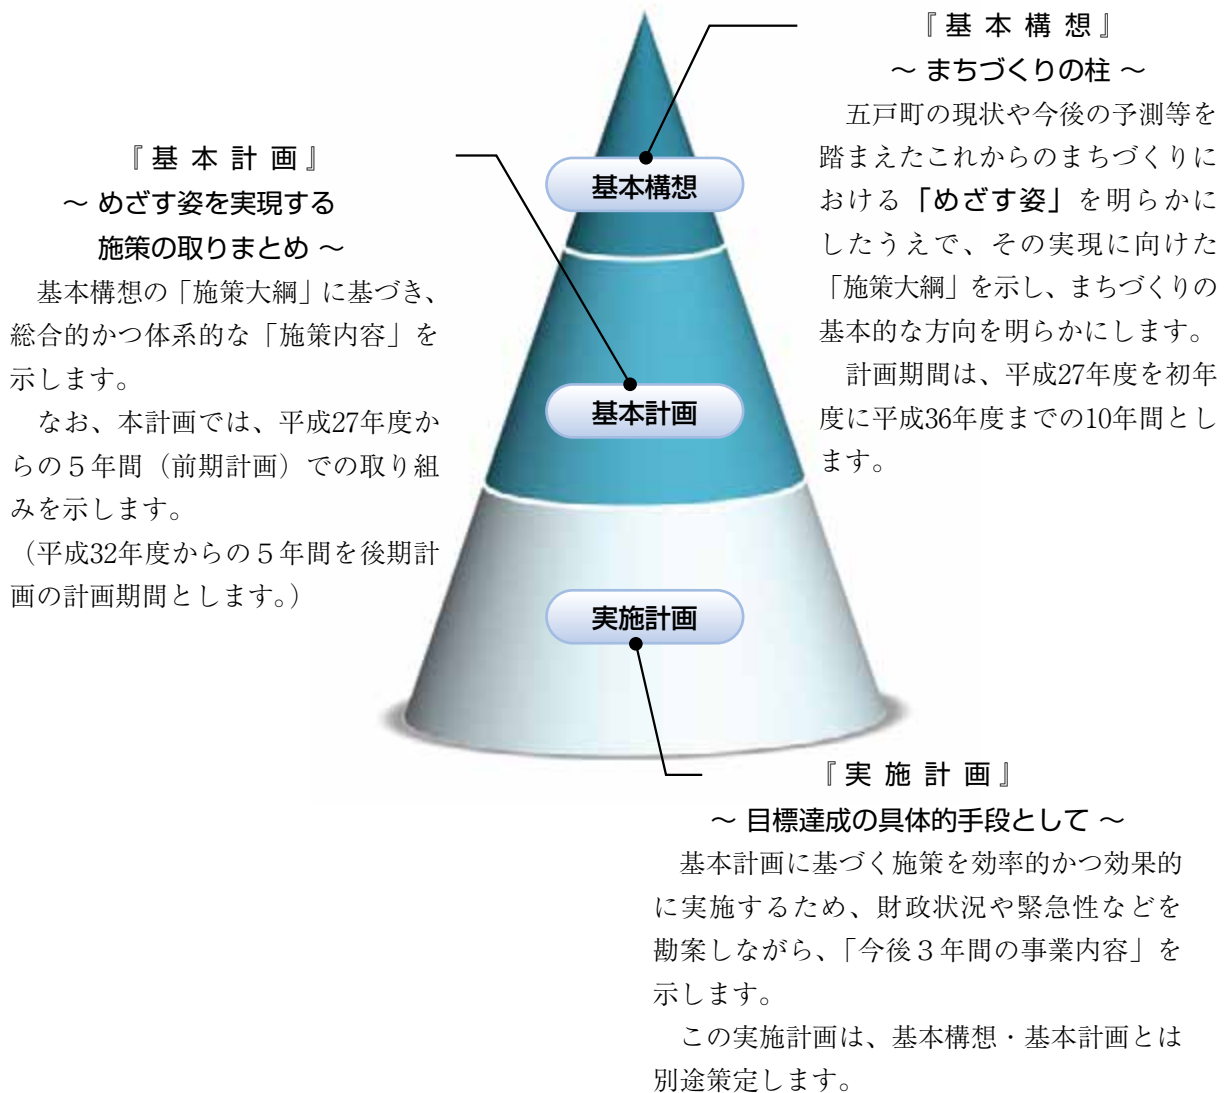 『 基 本 構 想 』
～ まちづくりの柱 ～
　五戸町の現状や今後の予測等を
踏まえたこれからのまちづくりに
おける「めざす姿」を明らかに
したうえで、その実現に向けた
「施策大綱」を示し、まちづくりの
基本的な方向を明らかにします。
　計画期間は、平成27年度を初年
度に平成36年度までの10年間とし
ます。
『 基 本 計 画 』
～ めざす姿を実現する
施策の取りまとめ ～
　基本構想の「施策大綱」に基づき、
総合的かつ体系的な「施策内容」を
示します。
　なお、本計画では、平成27年度か
らの５年間（前期計画）での取り組
みを示します。
（平成32年度からの５年間を後期計
画の計画期間とします。）
基本構想
基本計画
実施計画
『 実 施 計 画 』
～ 目標達成の具体的手段として ～
　基本計画に基づく施策を効率的かつ効果的
に実施するため、財政状況や緊急性などを
勘案しながら、「今後３年間の事業内容」を
示します。
　この実施計画は、基本構想・基本計画とは
別途策定します。